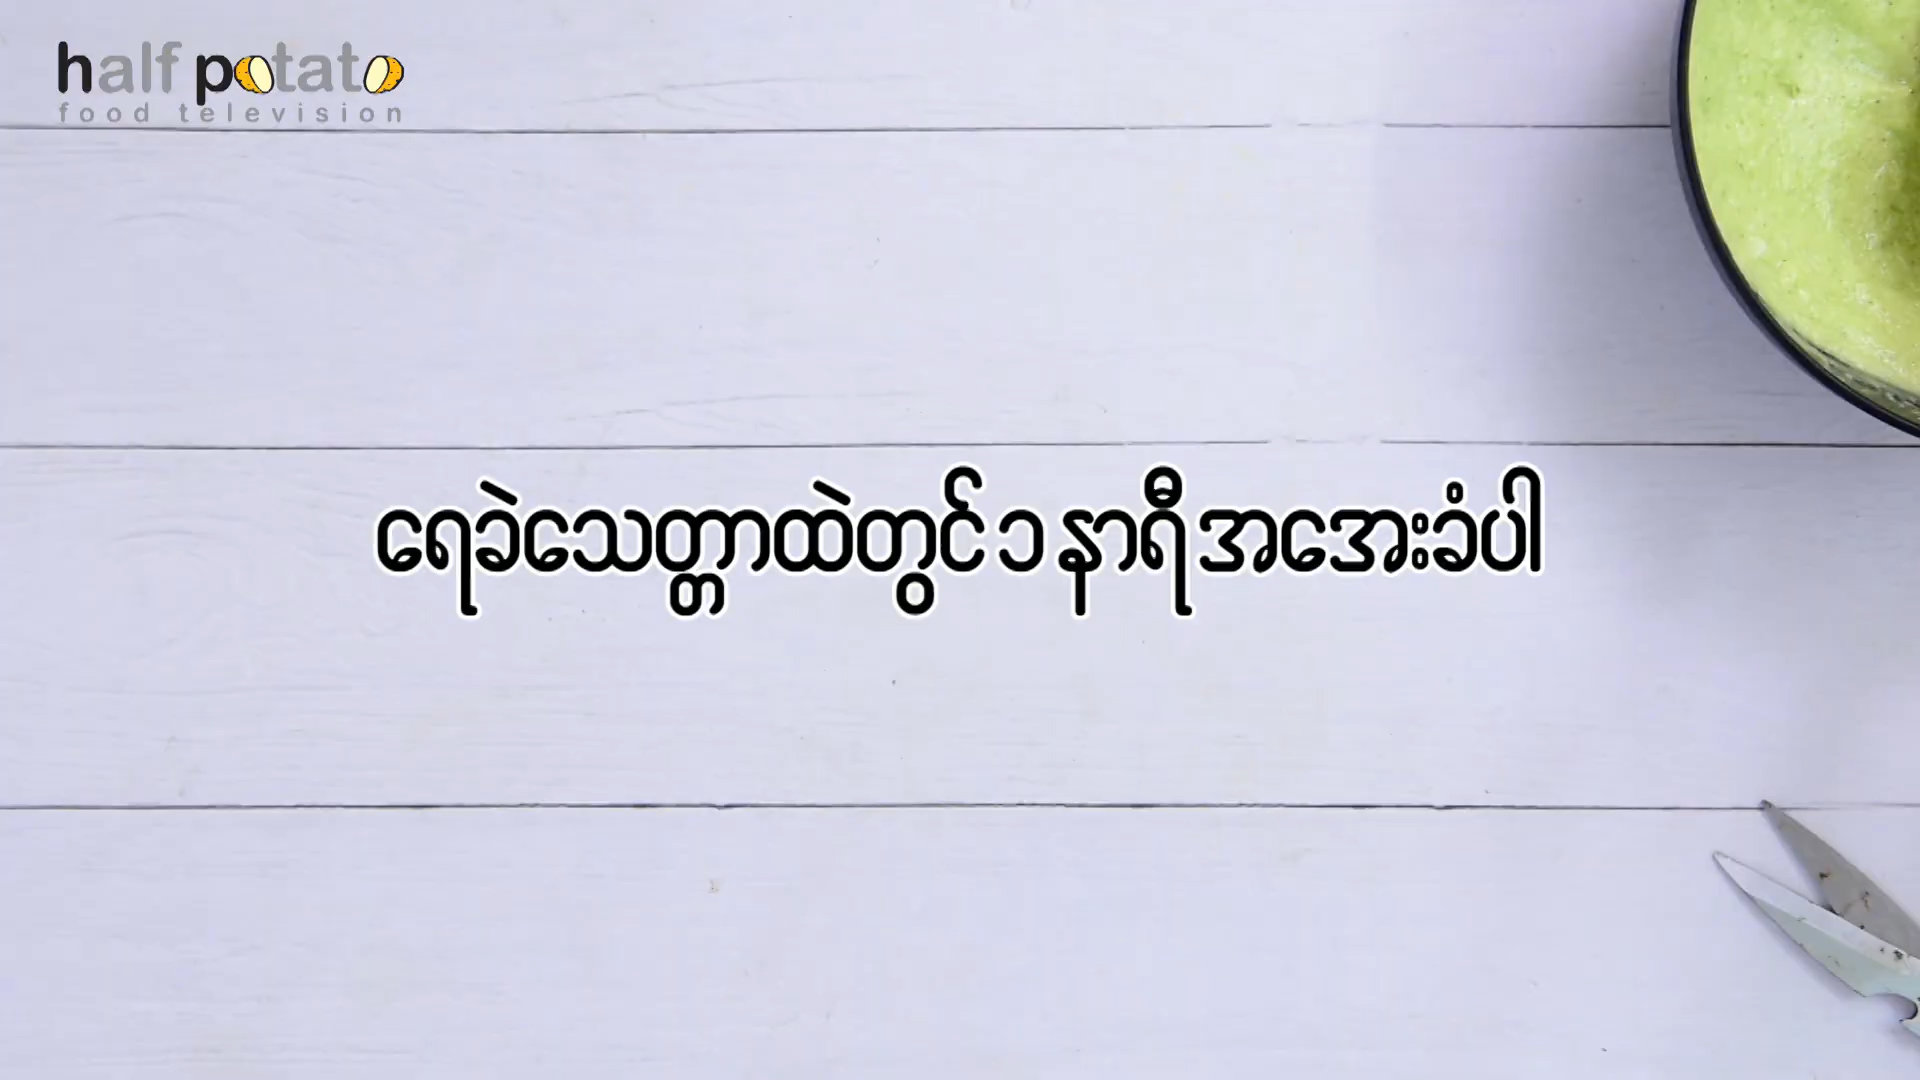 half potato
food television
ရေခဲသေတ္တာထဲတွင် ၁ နာရီ အအေးခံပါ